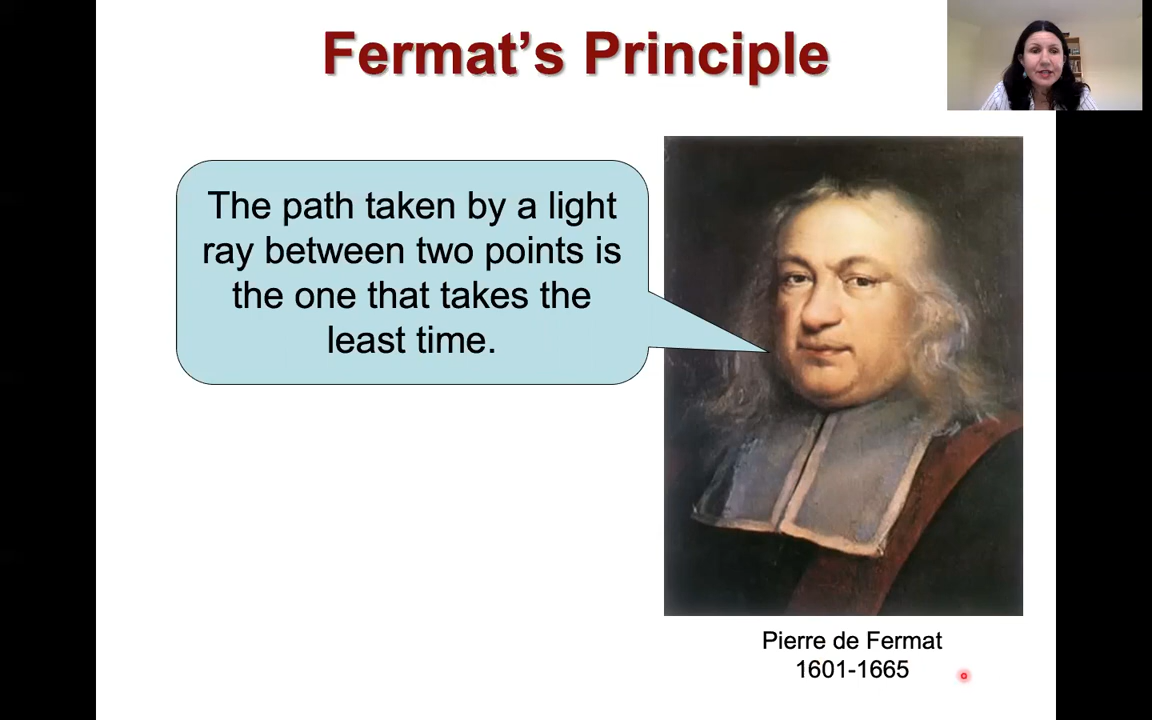 Fermat’s Principle
The path taken by a light
ray between two points is
the one that takes the
least time.
Pierre de Fermat
1601-1665